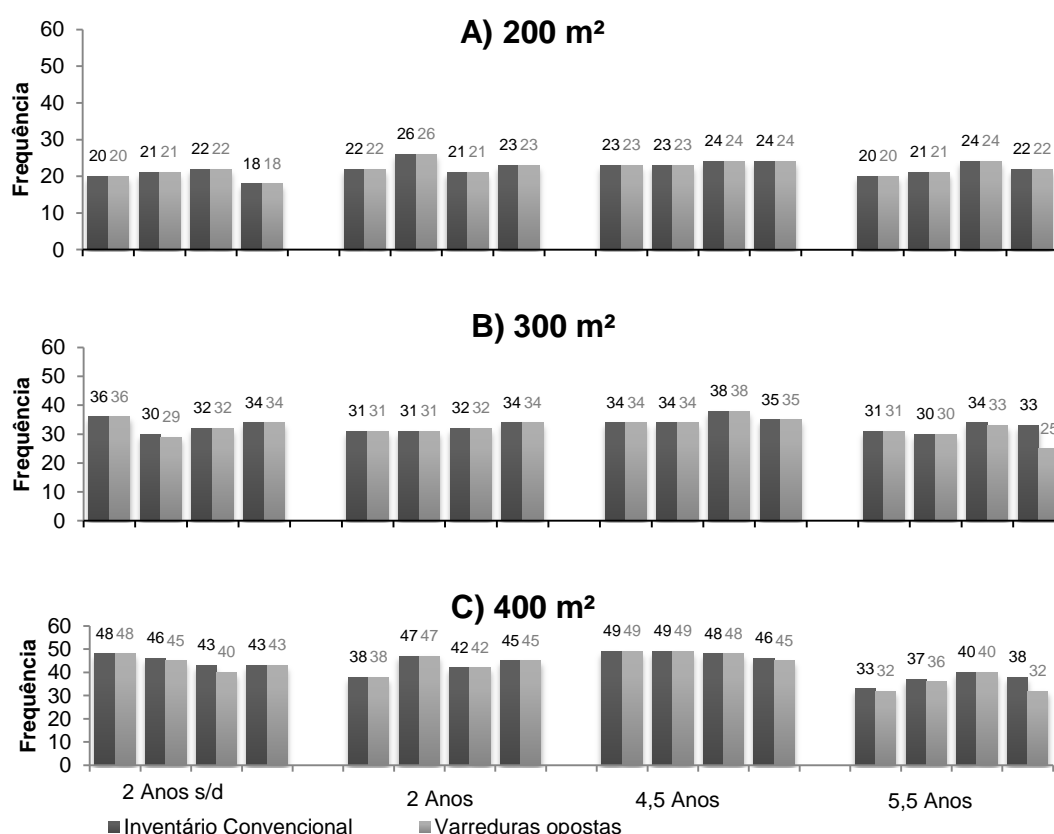 A) 200 m²
Frequência
60
50
40
30
20
10
0
20 20 21 21 22 22 18 18 22 22 26 26 21 21 23 23 23 23 23 23 24 24 24 24 20 20 21 21 24 24 22 22
B) 300 m²
Frequência
60
50
40
30
20
10
0
36 36 30 29 32 32 34 34 31 31 31 31 32 32 34 34 34 34 34 34 38 38 35 35 31 31 30 30 34 33 33 25
C) 400 m²
Frequência
60
50
40
30
20
10
0
48 48 46 45 43 40 43 43 38 38 47 47 42 42 45 45 49 49 49 49 48 48 46 45 33 32 37 36 40 40 38 32
2 Anos s/d 2 Anos 4,5 Anos 5,5 Anos
Inventário Convencional Varreduras opostas